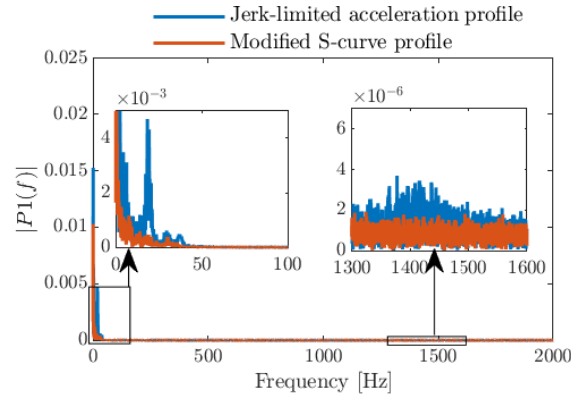 Jerk-limited acceleration profile
Modified S-curve profile
0.025
0.02
0.015
0.01
0.005
0
|P1(f)|
×10⁻³
4
2
0
0 50 100
×10⁻⁶
6
4
2
0
1300 1400 1500 1600
0 500 1000 1500 2000
Frequency [Hz]